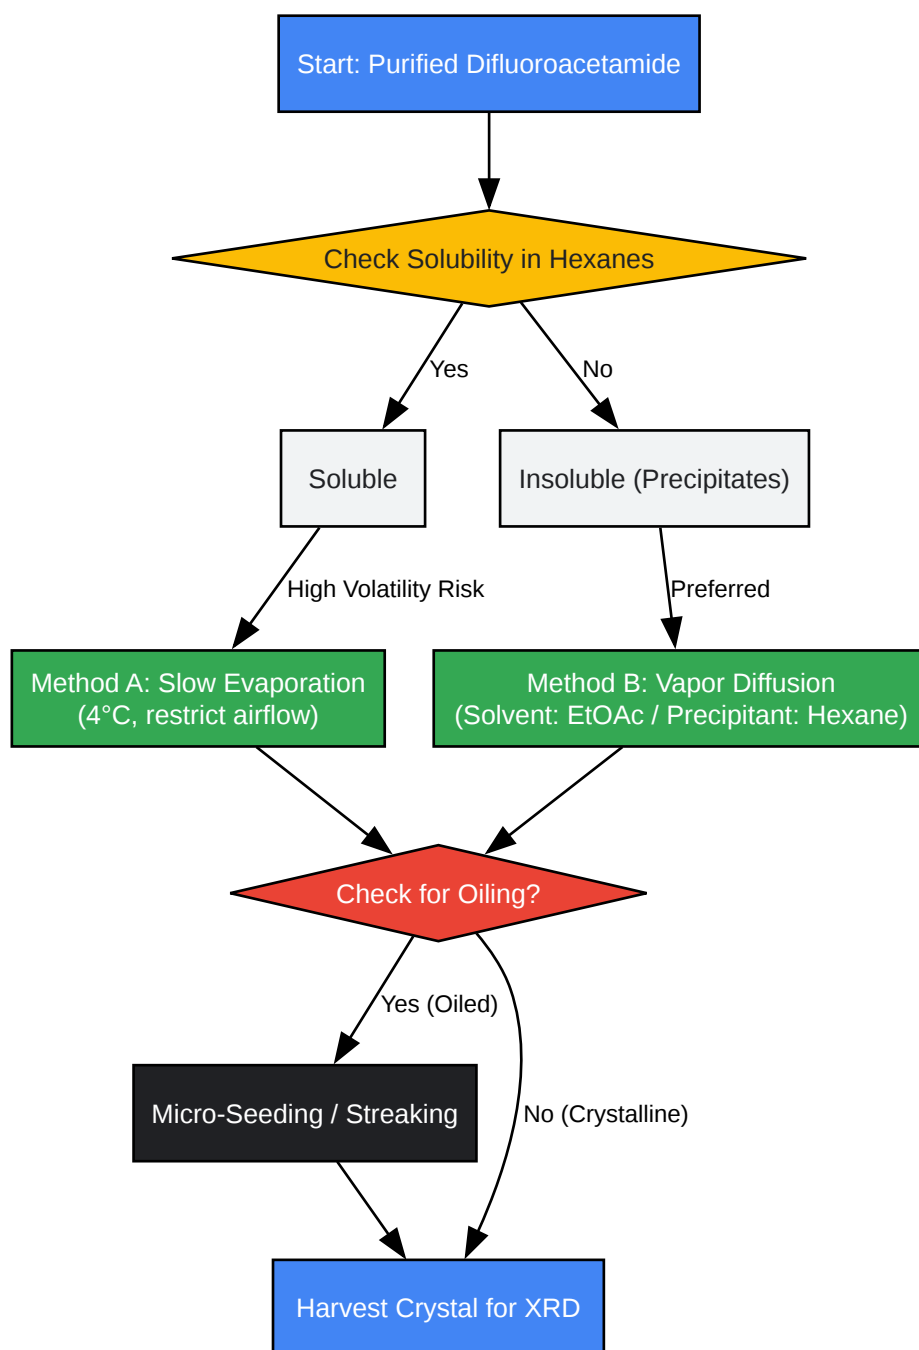 Start: Purified Difluoroacetamide
Check Solubility in Hexanes
Yes
No
Soluble
Insoluble (Precipitates)
High Volatility Risk
Preferred
Method A: Slow Evaporation
(4°C, restrict airflow)
Method B: Vapor Diffusion
(Solvent: EtOAc / Precipitant: Hexane)
Check for Oiling?
Yes (Oiled)
Micro-Seeding / Streaking
No (Crystalline)
Harvest Crystal for XRD